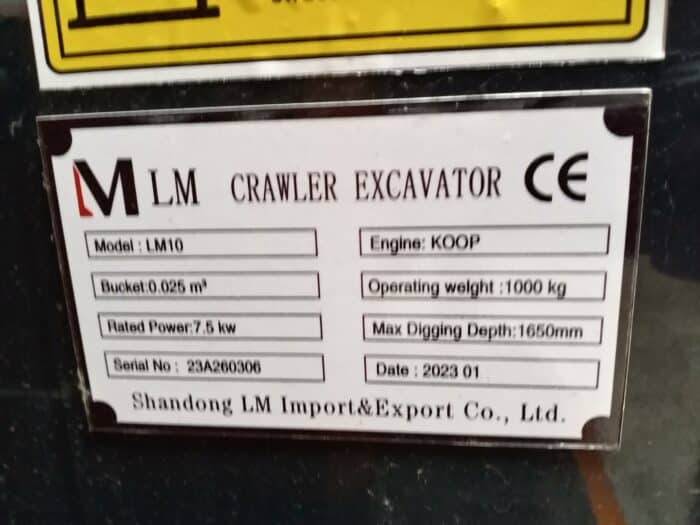 LM LM CRAWLER EXCAVATOR CE
Model : LM10
Engine: KOOP
Bucket:0.025 m³
Operating weight :1000 kg
Rated Power:7.5 kw
Max Digging Depth:1650mm
Serial No : 23A260306
Date : 2023 01
Shandong LM Import&Export Co., Ltd.